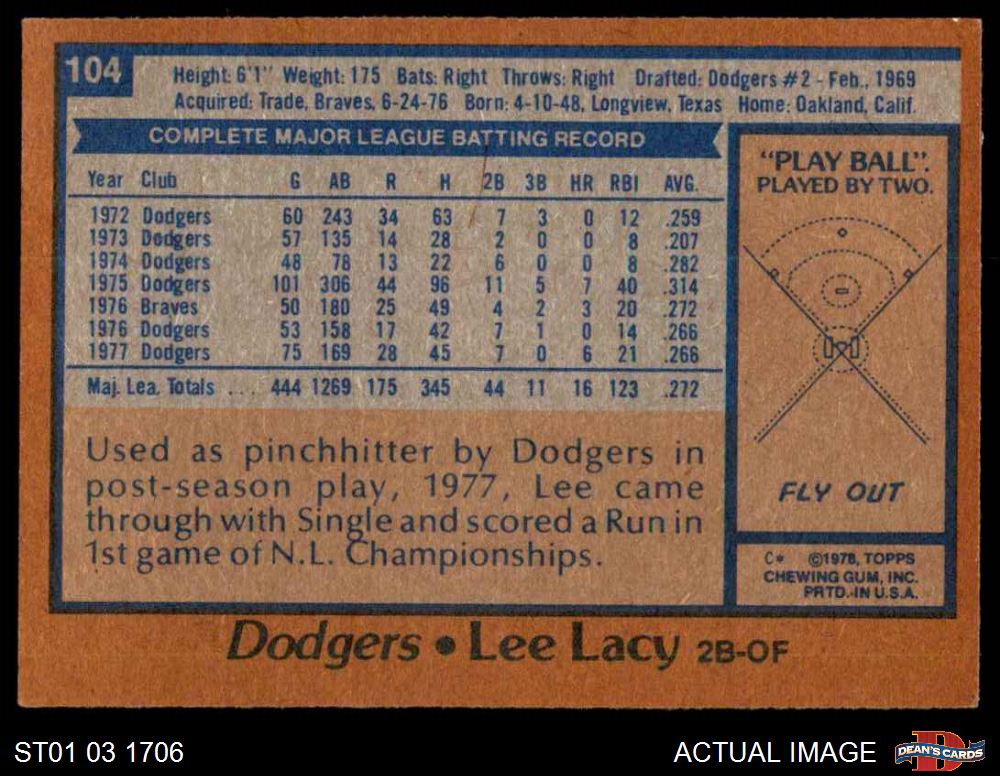 104
Height: 6'1" Weight: 175 Bats: Right Throws: Right Drafted: Dodgers #2 - Feb., 1969
Acquired: Trade, Braves, 6-24-76 Born: 4-10-48, Longview, Texas Home: Oakland, Calif.
COMPLETE MAJOR LEAGUE BATTING RECORD
Year Club G AB R H 2B 3B HR RBI AVG.
1972 Dodgers 60 243 34 63 7 3 0 12 .259
1973 Dodgers 57 135 14 28 2 0 0 8 .207
1974 Dodgers 48 78 13 22 6 0 0 8 .282
1975 Dodgers 101 306 44 96 11 5 7 40 .314
1976 Braves 50 180 25 49 4 2 3 20 .272
1976 Dodgers 53 158 17 42 7 1 0 14 .266
1977 Dodgers 75 169 28 45 7 0 6 21 .266
Maj. Lea. Totals . . . 444 1269 175 345 44 11 16 123 .272
Used as pinchhitter by Dodgers in
post-season play, 1977, Lee came
through with Single and scored a Run in
1st game of N.L. Championships.
"PLAY BALL".
PLAYED BY TWO.
FLY OUT
C* ©1978, TOPPS
CHEWING GUM, INC.
PRTD. IN U.S.A.
Dodgers • Lee Lacy 2B-OF
ST01 03 1706
ACTUAL IMAGE
D
DEAN'S CARDS